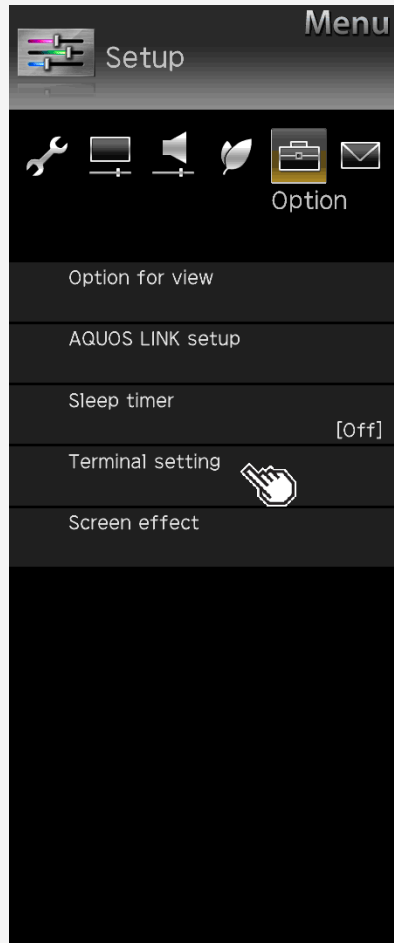 Menu
Setup
Option
Option for view
AQUOS LINK setup
Sleep timer
[Off]
Terminal setting
Screen effect